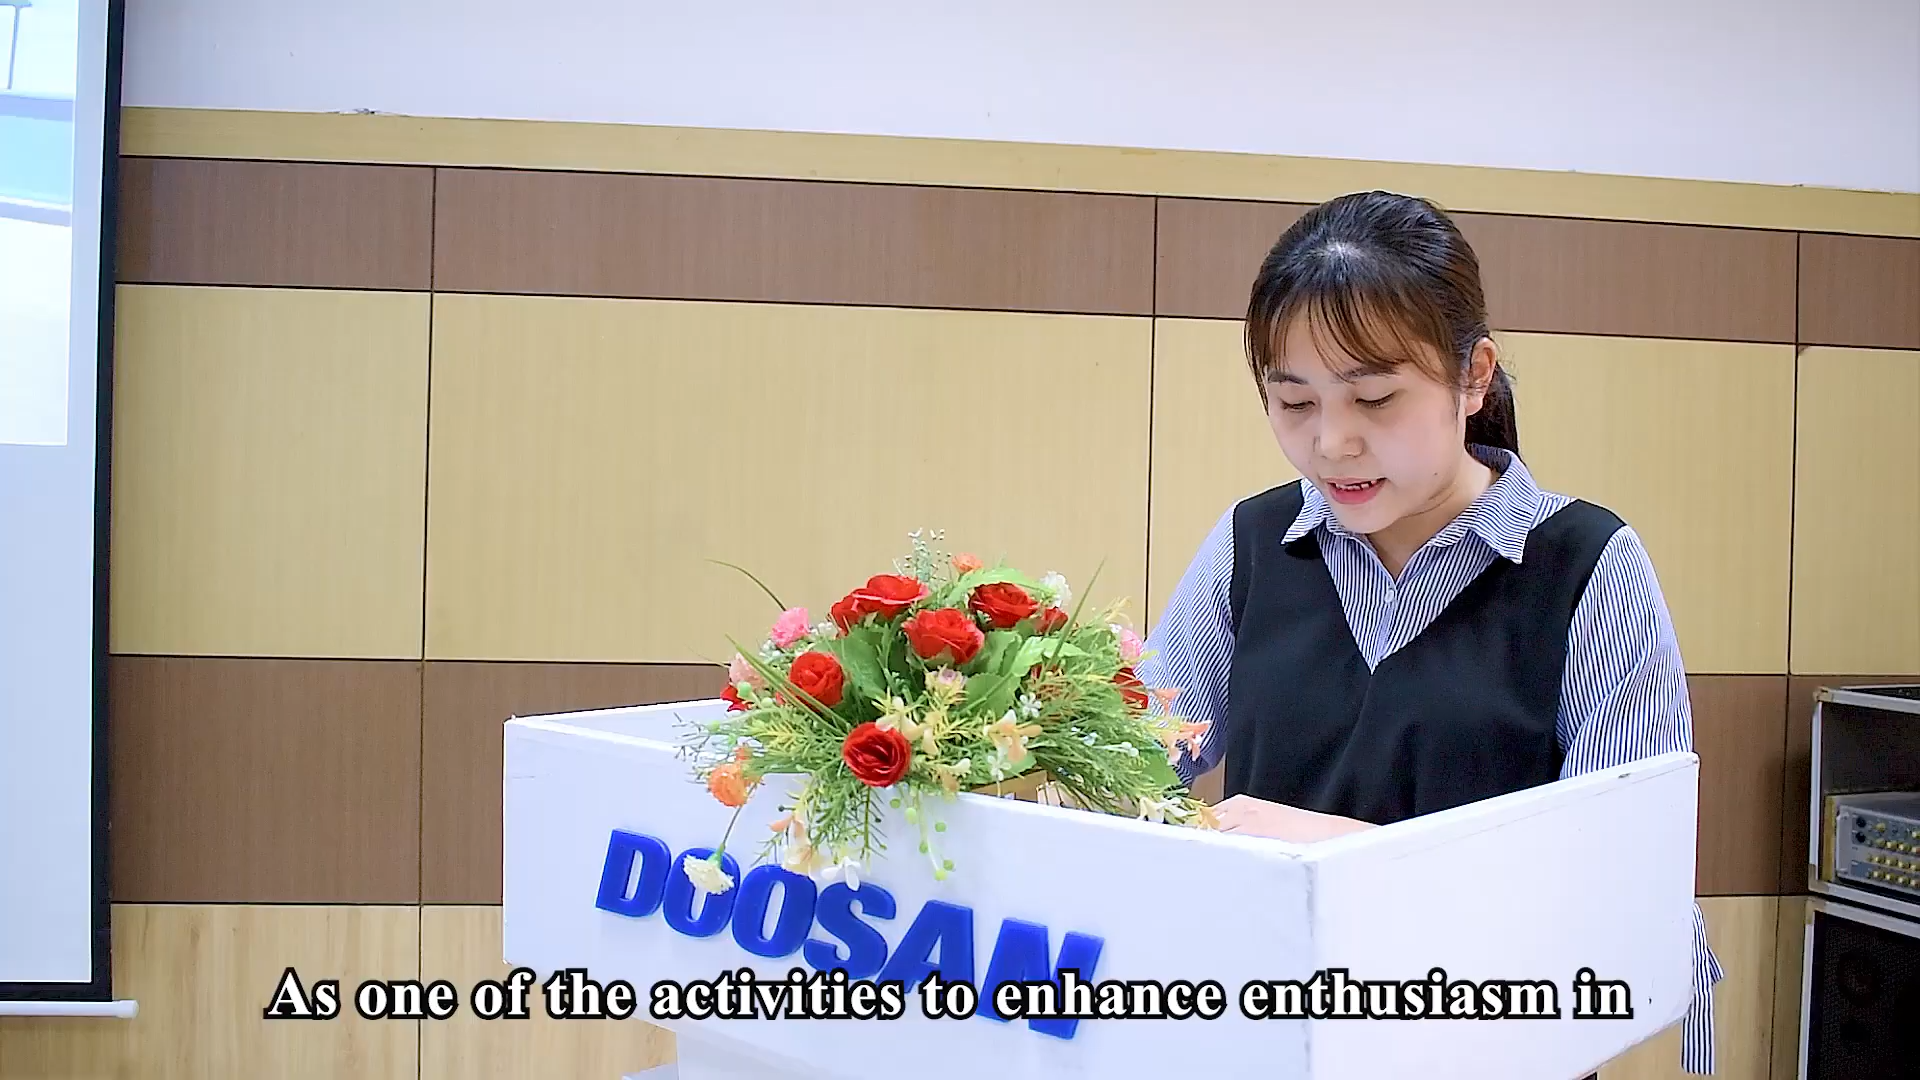 DOOSAN
As one of the activities to enhance enthusiasm in